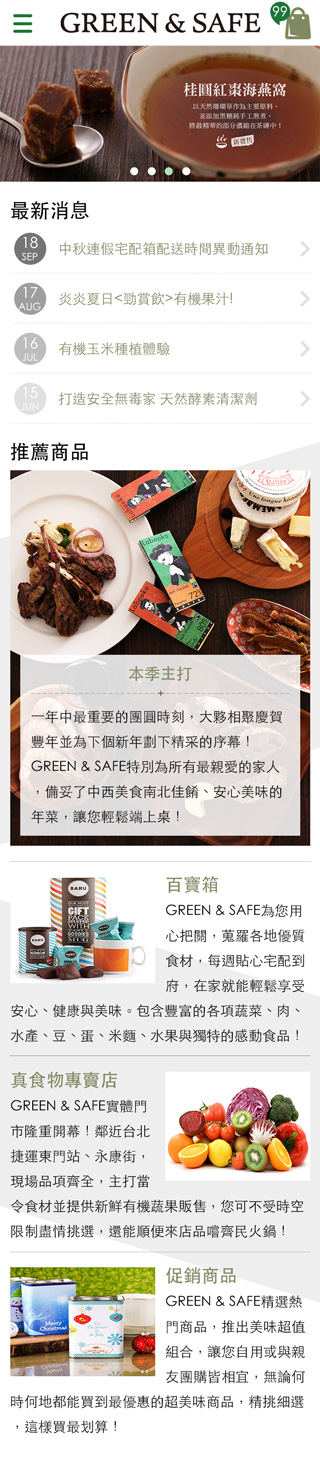 GREEN & SAFE
99
桂圓紅棗海燕窩
以天然珊瑚草作為主要原料，
並添加黑糖純手工熬煮，
將最精華的部分濃縮在茶磚中！
新發售
最新消息
18
SEP
中秋連假宅配箱配送時間異動通知
17
AUG
炎炎夏日<勁賞飲>有機果汁!
16
JUL
有機玉米種植體驗
15
JUN
打造安全無毒家 天然酵素清潔劑
推薦商品
Labooko
Labooko
72%
本季主打
一年中最重要的團圓時刻，大夥相聚慶賀
豐年並為下個新年劃下精采的序幕！
GREEN & SAFE特別為所有最親愛的家人
，備妥了中西美食南北佳餚、安心美味的
年菜，讓您輕鬆端上桌！
BARÚ
GIFT
PACK
WITH
MUG
BARÚ
百寶箱
GREEN & SAFE為您用
心把關，蒐羅各地優質
食材，每週貼心宅配到
府，在家就能輕鬆享受
安心、健康與美味。包含豐富的各項蔬菜、肉、
水產、豆、蛋、米麵、水果與獨特的感動食品！
真食物專賣店
GREEN & SAFE實體門
市隆重開幕！鄰近台北
捷運東門站、永康街，
現場品項齊全，主打當
令食材並提供新鮮有機蔬果販售，您可不受時空
限制盡情挑選，還能順便來店品嚐齊民火鍋！
Merry
Christmas
促銷商品
GREEN & SAFE精選熱
門商品，推出美味超值
組合，讓您自用或與親
友團購皆相宜，無論何
時何地都能買到最優惠的超美味商品，精挑細選
，這樣買最划算！